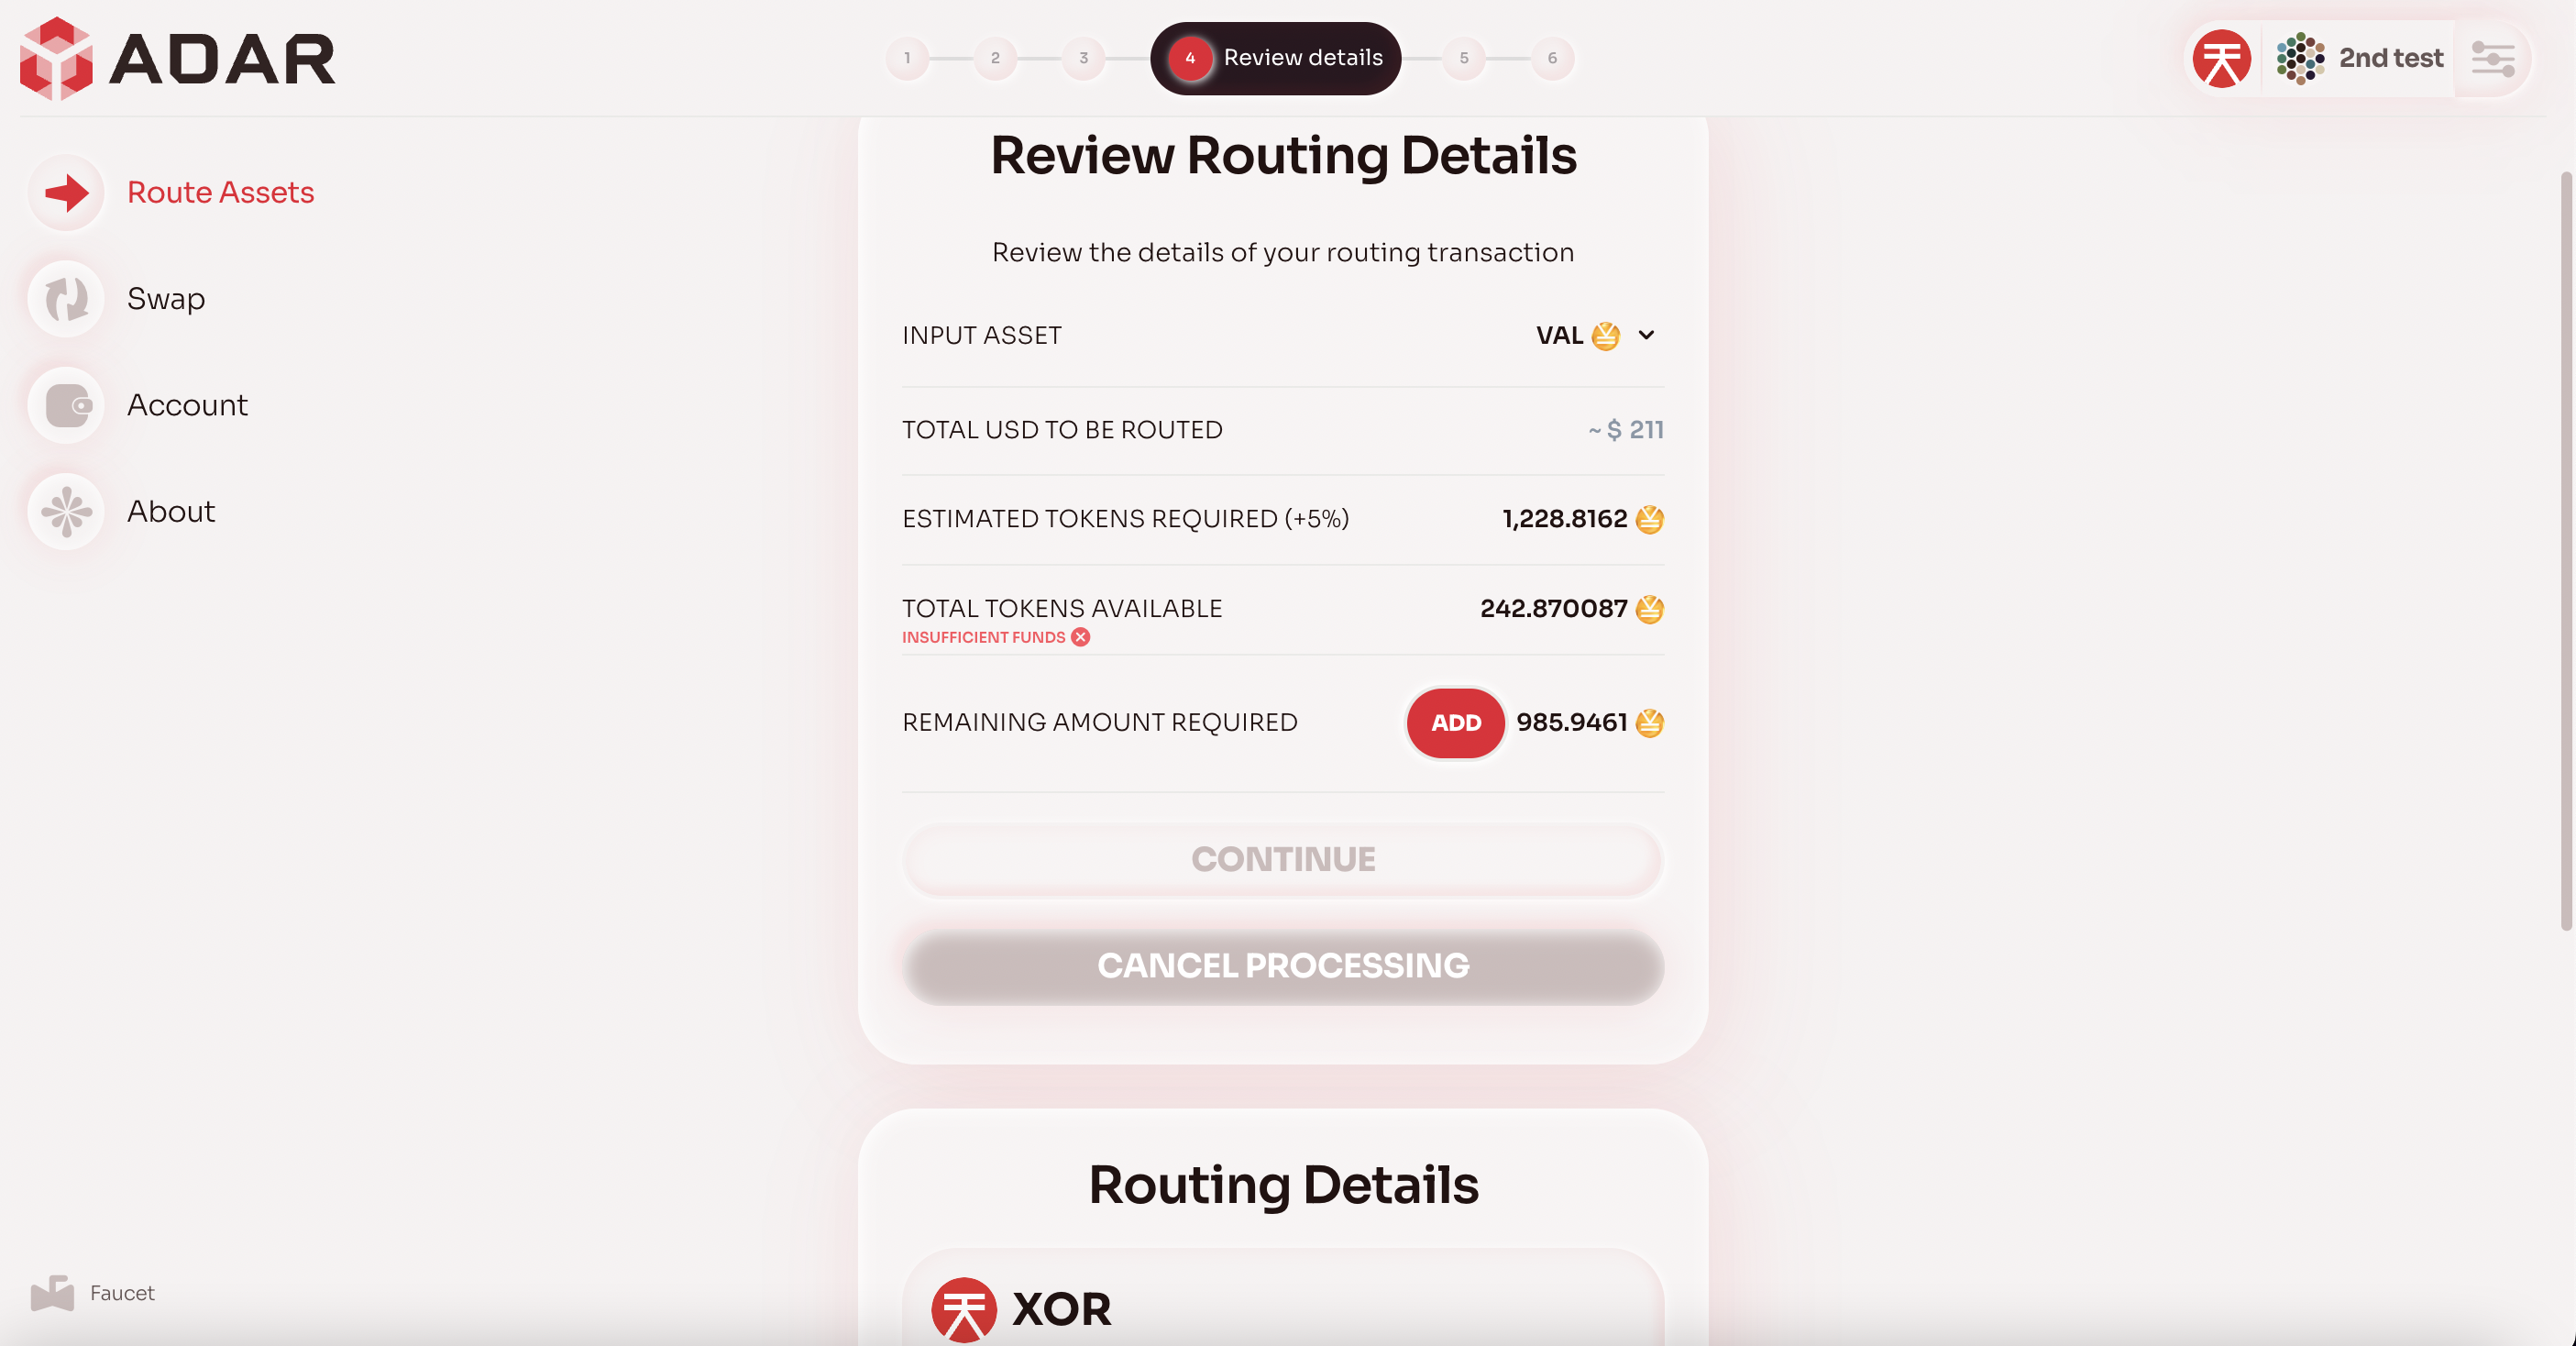 ADAR
1
2
3
4 Review details
5
6
2nd test
Route Assets
Swap
Account
About
Faucet
Review Routing Details
Review the details of your routing transaction
INPUT ASSET VAL
TOTAL USD TO BE ROUTED ~ $ 211
ESTIMATED TOKENS REQUIRED (+5%) 1,228.8162
TOTAL TOKENS AVAILABLE 242.870087
INSUFFICIENT FUNDS
REMAINING AMOUNT REQUIRED ADD 985.9461
CONTINUE
CANCEL PROCESSING
Routing Details
XOR